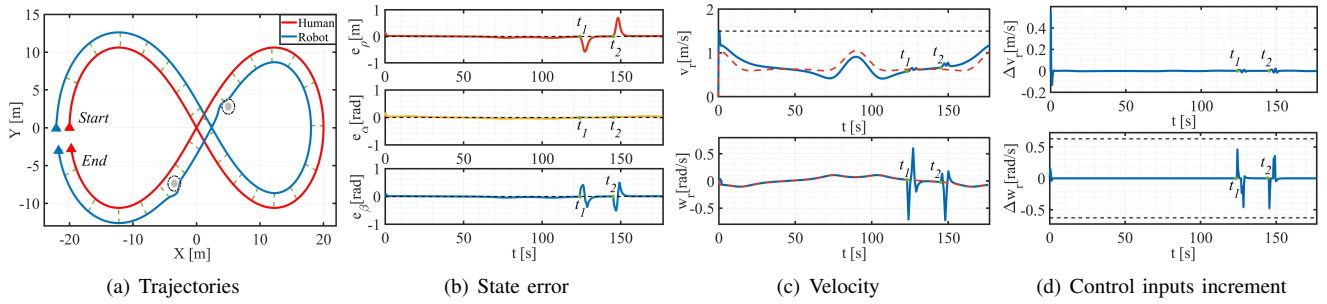 Human
Robot
Start
End
Y [m]
15
10
5
0
-5
-10
-20
-10
0
10
20
X [m]
(a) Trajectories
e_ρ[m]
1
0
-1
t_1
t_2
0
50
100
150
e_α[rad]
1
0
-1
t_1
t_2
0
50
100
150
e_β[rad]
1
0
-1
t_1
t_2
0
50
100
150
t [s]
(b) State error
v_r[m/s]
2
1
0
t_1
t_2
0
50
100
150
t [s]
w_r[rad/s]
0.5
0
-0.5
t_1
t_2
0
50
100
150
t [s]
(c) Velocity
Δv_r[m/s]
0.6
0.4
0.2
0
-0.2
t_1
t_2
0
50
100
150
t [s]
Δw_r[rad/s]
0.5
0
-0.5
t_1
t_2
0
50
100
150
t [s]
(d) Control inputs increment